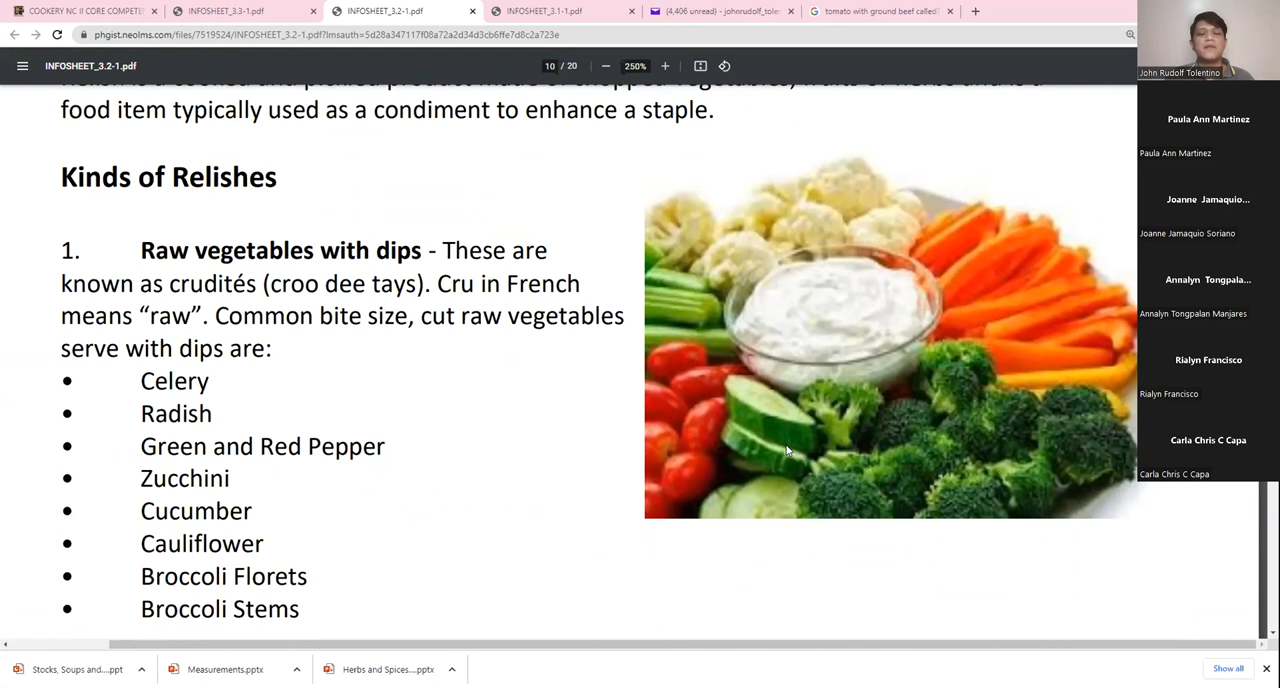 COOKERY NC II CORE COMPETE
INFOSHEET_3.3-1.pdf
INFOSHEET_3.2-1.pdf
INFOSHEET_3.1-1.pdf
(4,406 unread) - johnrudolf_tolen
tomato with ground beef called?
phgist.neolms.com/files/7519524/INFOSHEET_3.2-1.pdf?lmsauth=5d28a347117f08a72a2d34d3cb6ffe7d8c2a723e
INFOSHEET_3.2-1.pdf
10 / 20
250%
food item typically used as a condiment to enhance a staple.
Kinds of Relishes
1. Raw vegetables with dips - These are
known as crudités (croo dee tays). Cru in French
means “raw”. Common bite size, cut raw vegetables
serve with dips are:
• Celery
• Radish
• Green and Red Pepper
• Zucchini
• Cucumber
• Cauliflower
• Broccoli Florets
• Broccoli Stems
John Rudolf Tolentino
Paula Ann Martinez
Paula Ann Martinez
Joanne Jamaquio...
Joanne Jamaquio Soriano
Annalyn Tongpala...
Annalyn Tongpalan Manjares
Rialyn Francisco
Rialyn Francisco
Carla Chris C Capa
Carla Chris C Capa
Stocks, Soups and....ppt
Measurements.pptx
Herbs and Spices....pptx
Show all